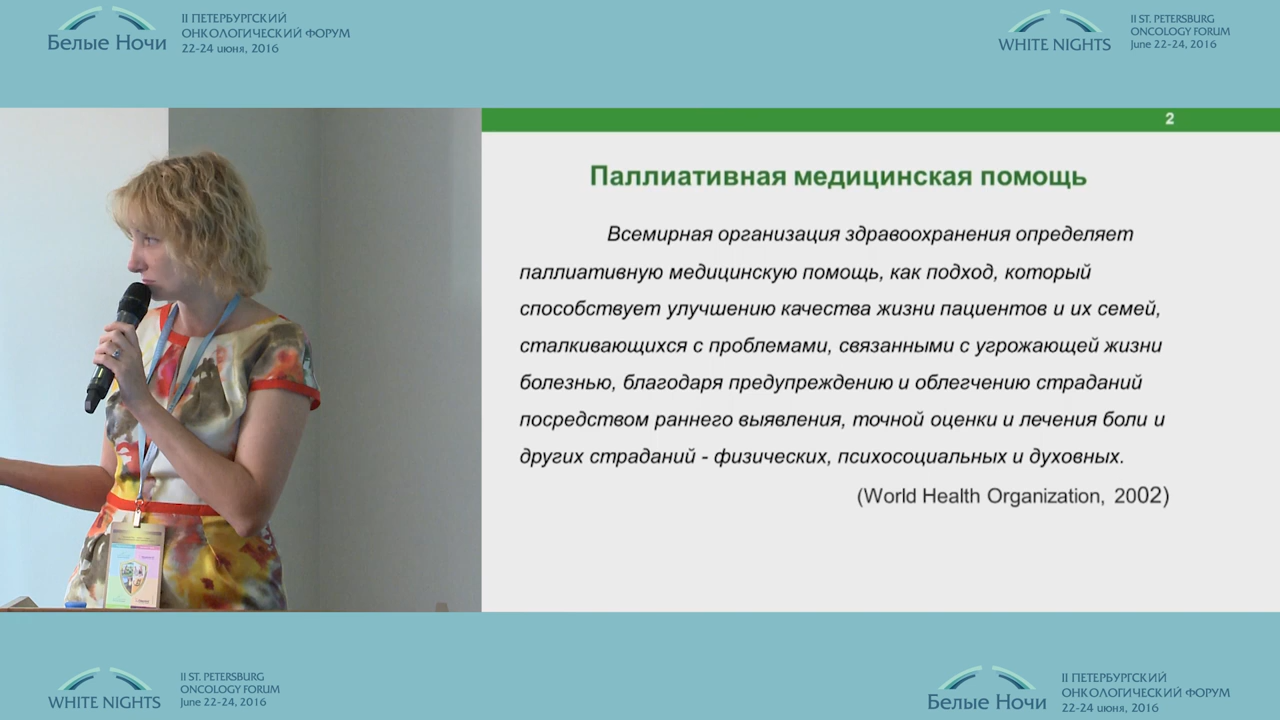 Белые Ночи
II ПЕТЕРБУРГСКИЙ
ОНКОЛОГИЧЕСКИЙ ФОРУМ
22-24 июня, 2016
WHITE NIGHTS
II ST. PETERSBURG
ONCOLOGY FORUM
June 22-24, 2016
2
Паллиативная медицинская помощь
Всемирная организация здравоохранения определяет
паллиативную медицинскую помощь, как подход, который
способствует улучшению качества жизни пациентов и их семей,
сталкивающихся с проблемами, связанными с угрожающей жизни
болезнью, благодаря предупреждению и облегчению страданий
посредством раннего выявления, точной оценки и лечения боли и
других страданий - физических, психосоциальных и духовных.
(World Health Organization, 2002)
WHITE NIGHTS
II ST. PETERSBURG
ONCOLOGY FORUM
June 22-24, 2016
Белые Ночи
II ПЕТЕРБУРГСКИЙ
ОНКОЛОГИЧЕСКИЙ ФОРУМ
22-24 июня, 2016